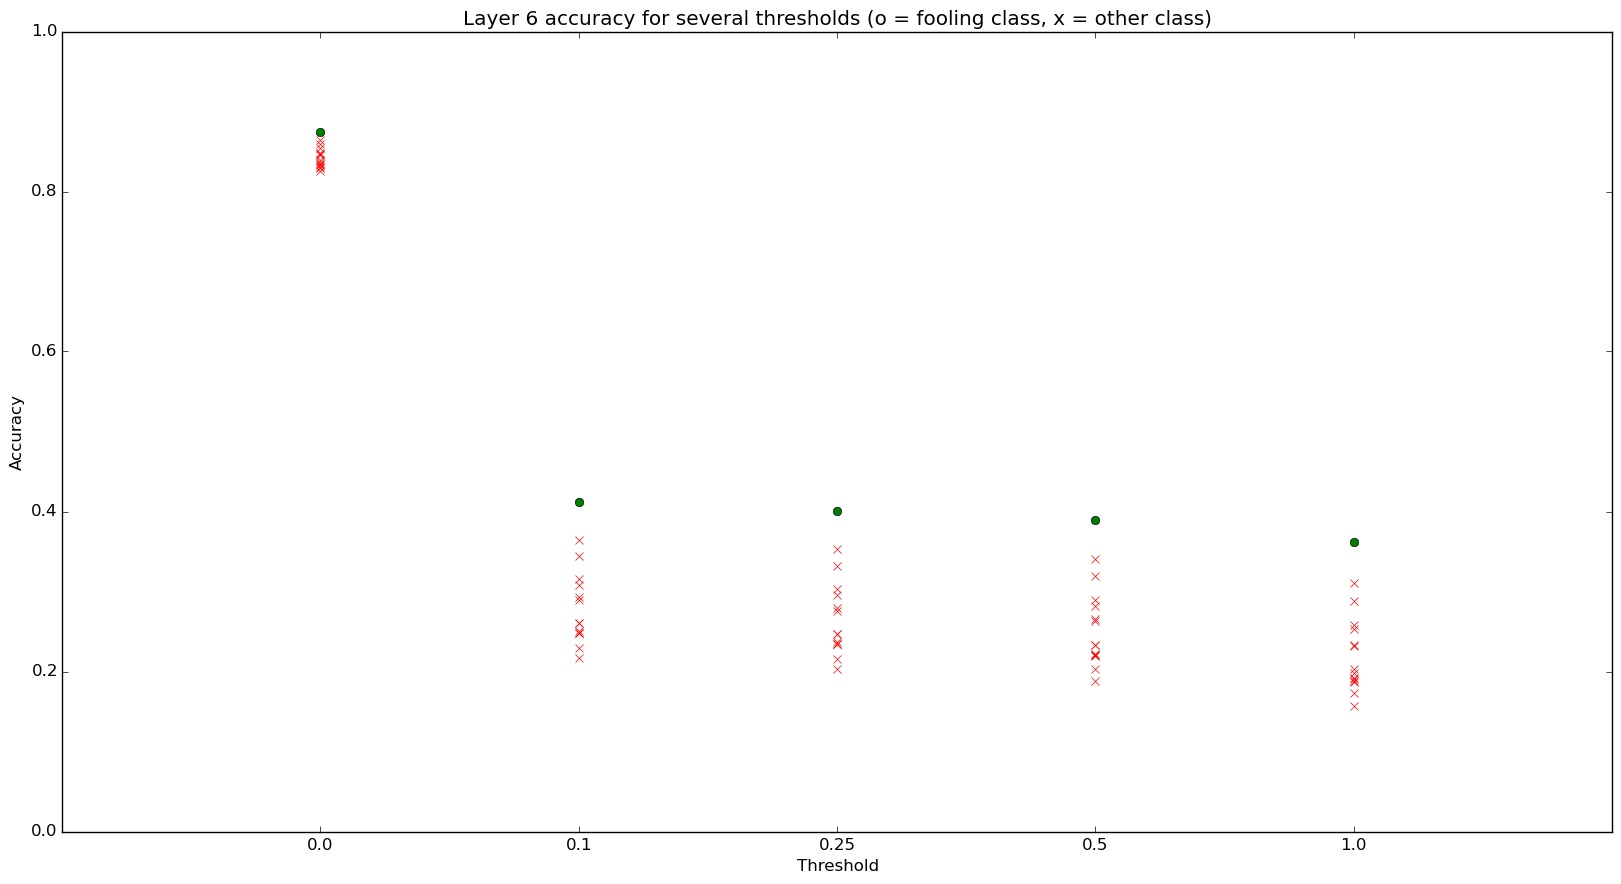 Layer 6 accuracy for several thresholds (o = fooling class, x = other class)
1.0
0.8
0.6
0.4
0.2
0.0
Accuracy
0.0 0.1 0.25 0.5 1.0
Threshold